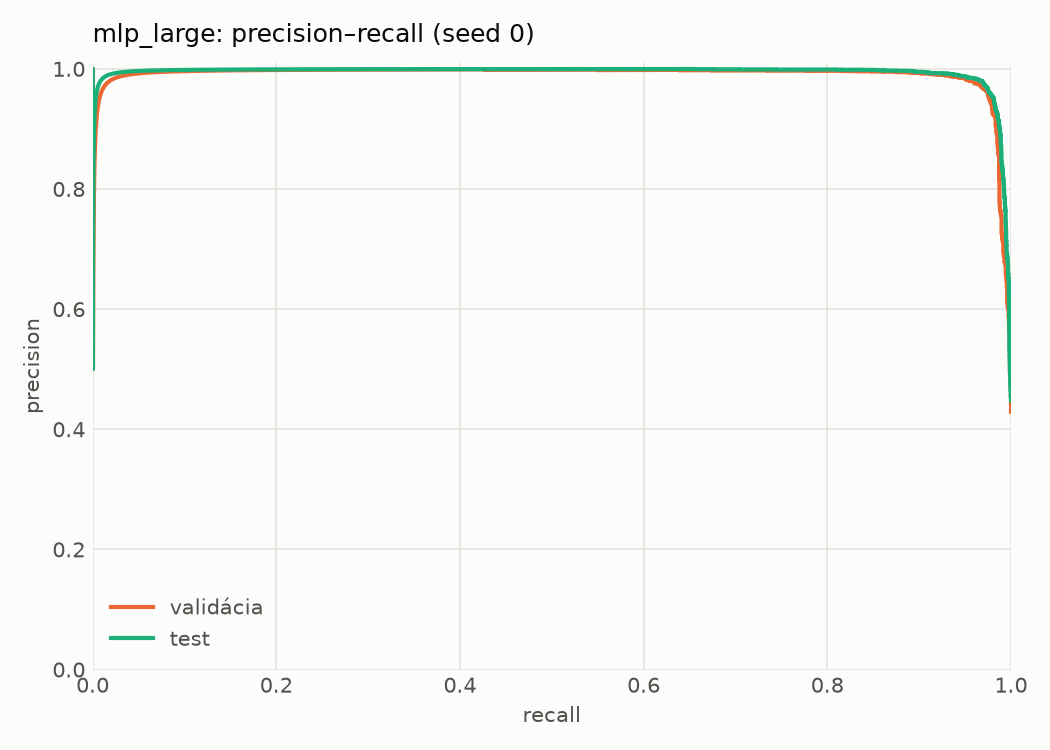 mlp_large: precision–recall (seed 0)
precision
1.0
0.8
0.6
0.4
0.2
0.0
validácia
test
0.0 0.2 0.4 0.6 0.8 1.0
recall